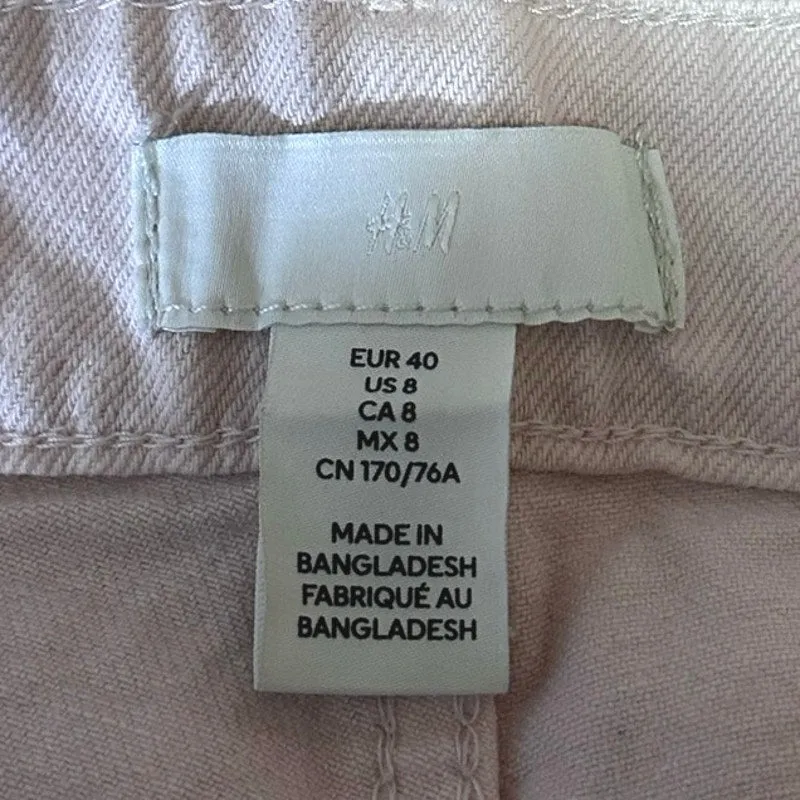 H&M
EUR 40
US 8
CA 8
MX 8
CN 170/76A
MADE IN
BANGLADESH
FABRIQUÉ AU
BANGLADESH